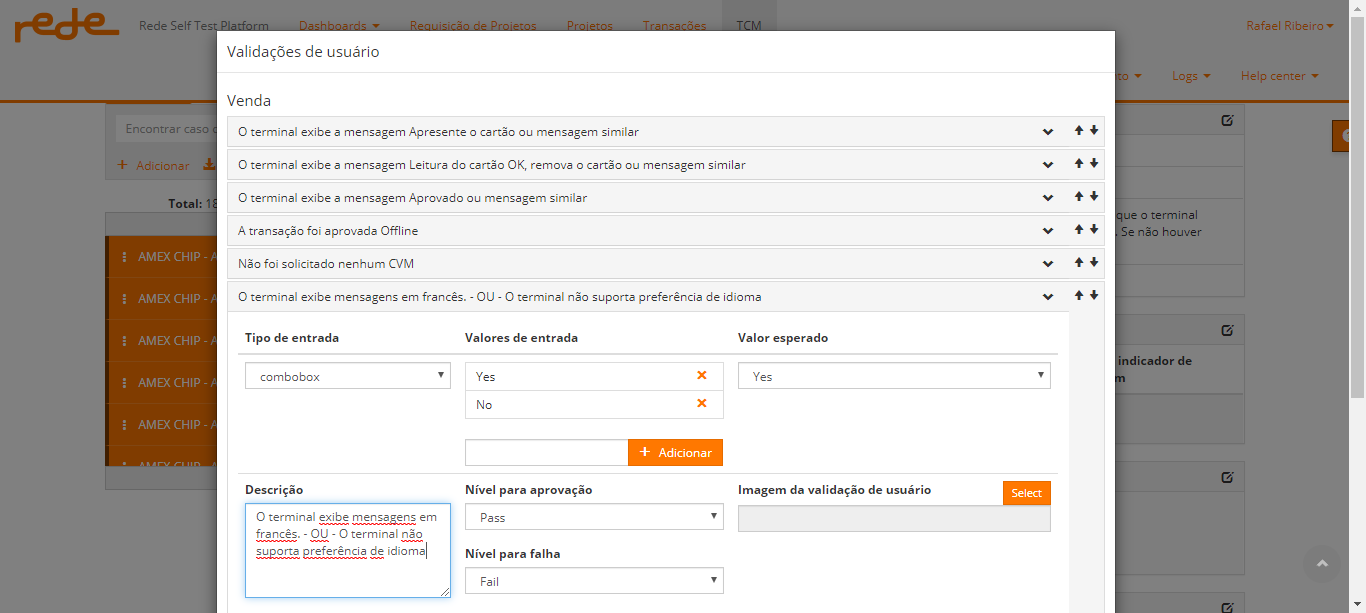 rede
Rede Self Test Platform
Dashboards
Requisição de Projetos
Projetos
Transações
TCM
Rafael Ribeiro
Logs
Help center
Validações de usuário
Venda
Encontrar caso
Adicionar
Total: 18
AMEX CHIP - A
AMEX CHIP - A
AMEX CHIP - A
AMEX CHIP - A
AMEX CHIP - A
AMEX CHIP - A
O terminal exibe a mensagem Apresente o cartão ou mensagem similar
O terminal exibe a mensagem Leitura do cartão OK, remova o cartão ou mensagem similar
O terminal exibe a mensagem Aprovado ou mensagem similar
A transação foi aprovada Offline
Não foi solicitado nenhum CVM
O terminal exibe mensagens em francês. - OU - O terminal não suporta preferência de idioma
Tipo de entrada
Valores de entrada
Valor esperado
combobox
Yes
Yes
No
Adicionar
Descrição
Nível para aprovação
Imagem da validação de usuário
Select
O terminal exibe mensagens em
francês. - OU - O terminal não
suporta preferência de idioma
Pass
Nível para falha
Fail
que o terminal
. Se não houver
indicador de